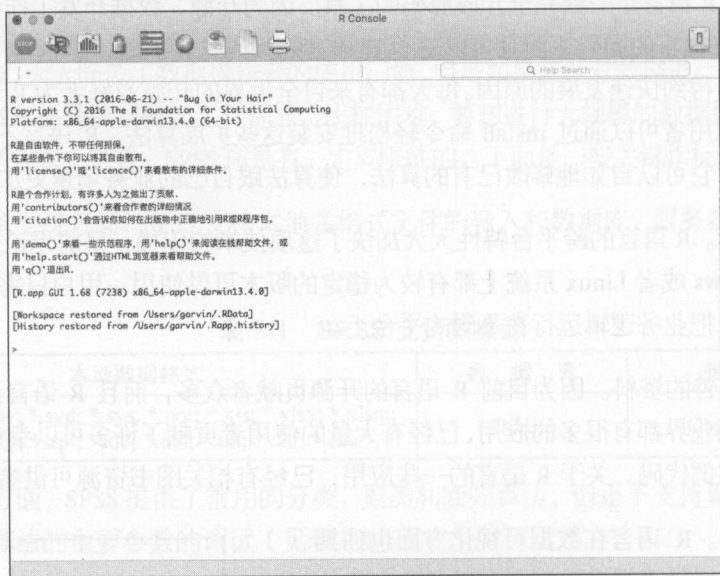 R Console
Help Search
R version 3.3.1 (2016-06-21) -- "Bug in Your Hair"
Copyright (C) 2016 The R Foundation for Statistical Computing
Platform: x86_64-apple-darwin13.4.0 (64-bit)
R是自由软件，不带任何担保。
在某些条件下你可以将其自由散布。
用'license()'或'licence()'来看散布的详细条件。
R是个合作计划，有许多人为之做出了贡献.
用'contributors()'来看合作者的详细情况
用'citation()'会告诉你如何在出版物中正确地引用R或R程序包。
用'demo()'来看一些示范程序，用'help()'来阅读在线帮助文件，或
用'help.start()'通过HTML浏览器来看帮助文件。
用'q()'退出R.
[R.app GUI 1.68 (7238) x86_64-apple-darwin13.4.0]
[Workspace restored from /Users/garvin/.RData]
[History restored from /Users/garvin/.Rapp.history]
>